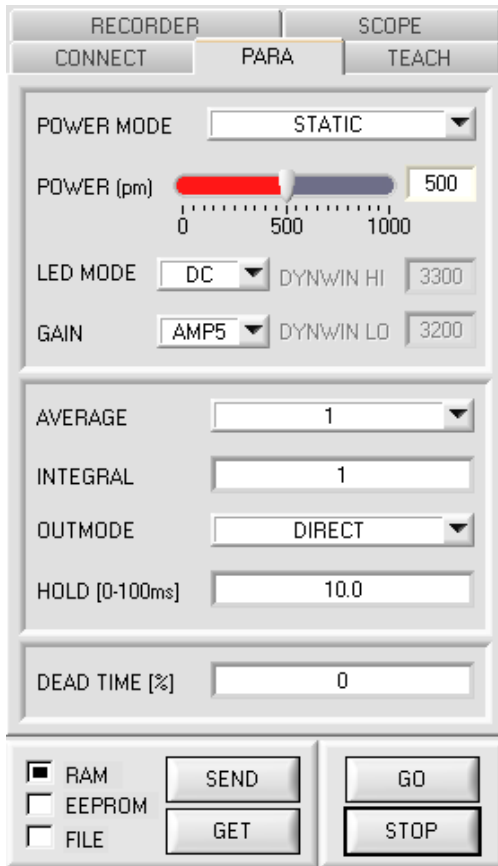 RECORDER SCOPE
CONNECT PARA TEACH
POWER MODE STATIC
POWER (pm) 500
0 500 1000
LED MODE DC DYNWIN HI 3300
GAIN AMP5 DYNWIN LO 3200
AVERAGE 1
INTEGRAL 1
OUTMODE DIRECT
HOLD [0-100ms] 10.0
DEAD TIME [%] 0
RAM SEND GO
EEPROM
FILE GET STOP